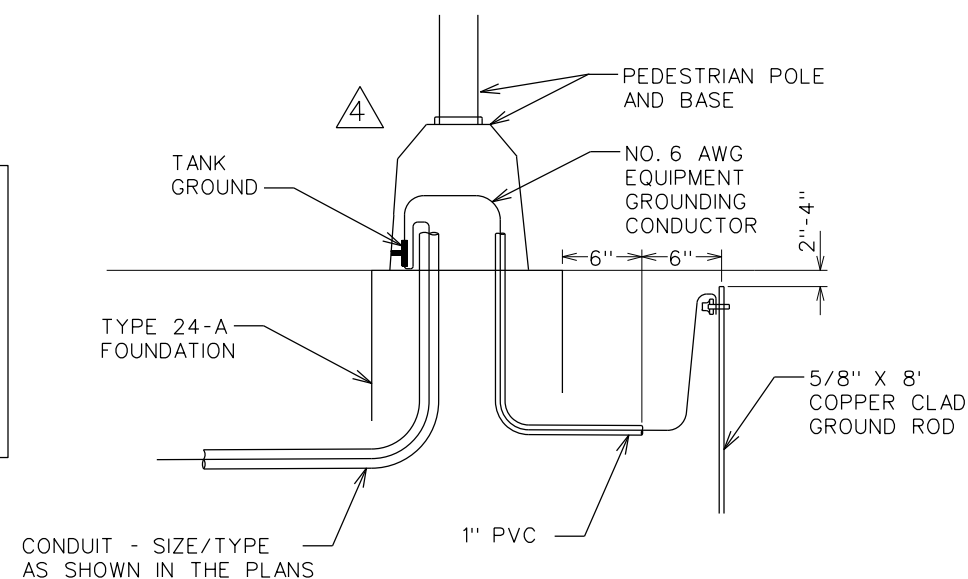 PEDESTRIAN POLE
AND BASE
4
TANK
GROUND
NO. 6 AWG
EQUIPMENT
GROUNDING
CONDUCTOR
2"-4"
6"
6"
TYPE 24-A
FOUNDATION
5/8" X 8'
COPPER CLAD
GROUND ROD
1" PVC
CONDUIT - SIZE/TYPE
AS SHOWN IN THE PLANS